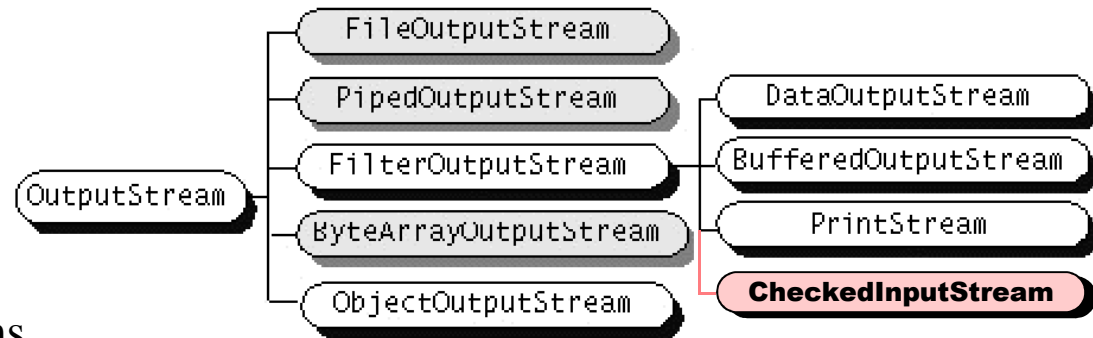 FileOutputStream
PipedOutputStream
DataOutputStream
FilterOutputStream
BufferedOutputStream
OutputStream
PrintStream
ByteArrayOutputStream
CheckedInputStream
ObjectOutputStream